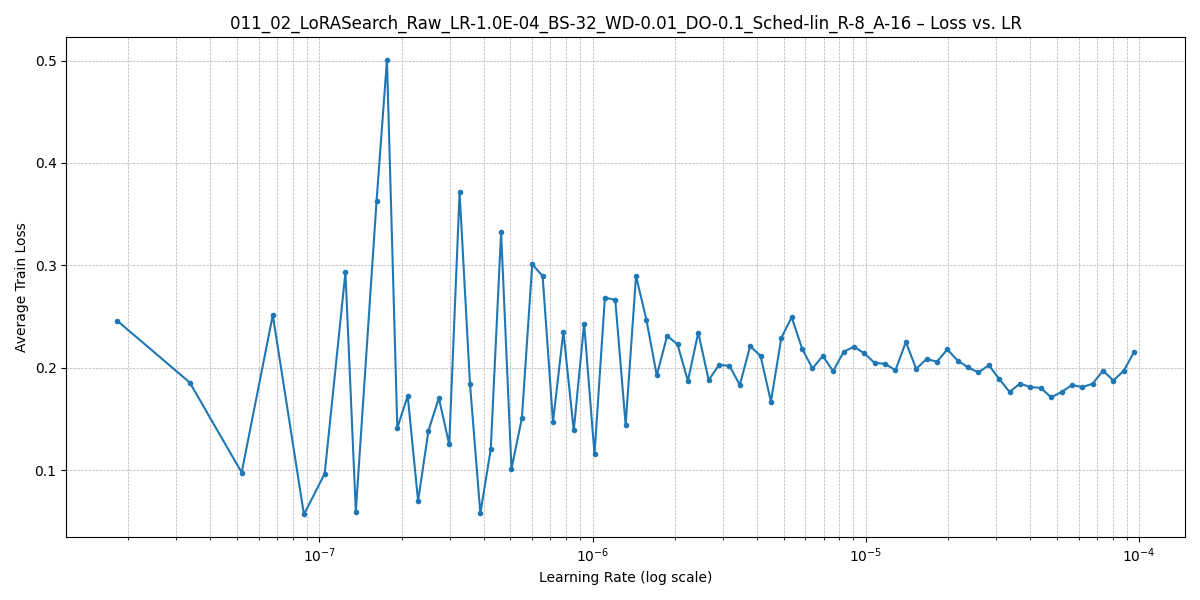 011_02_LoRASearch_Raw_LR-1.0E-04_BS-32_WD-0.01_DO-0.1_Sched-lin_R-8_A-16 – Loss vs. LR
0.5
0.4
0.3
0.2
0.1
Average Train Loss
10⁻⁷ 10⁻⁶ 10⁻⁵ 10⁻⁴
Learning Rate (log scale)